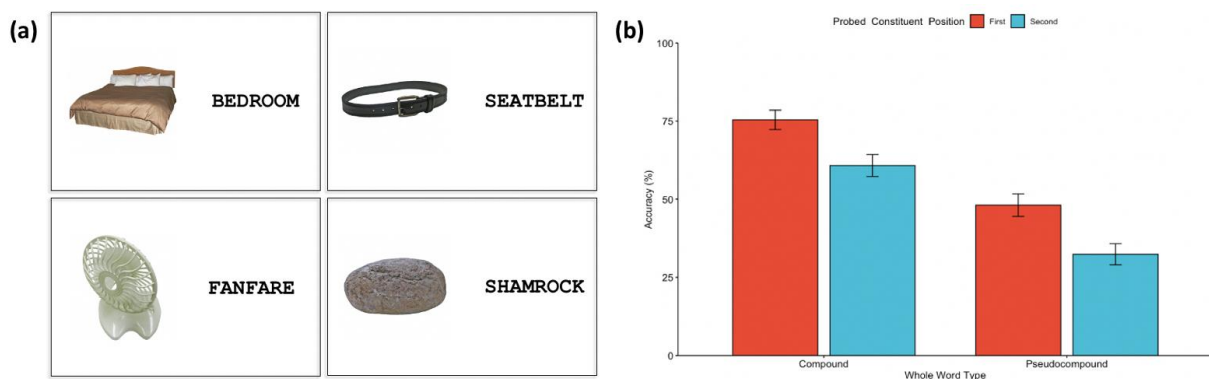 (a)
BEDROOM
SEATBELT
FANFARE
SHAMROCK
(b)
Probed Constituent Position First Second
Accuracy (%)
100
75
50
25
0
Compound Pseudocompound
Whole Word Type